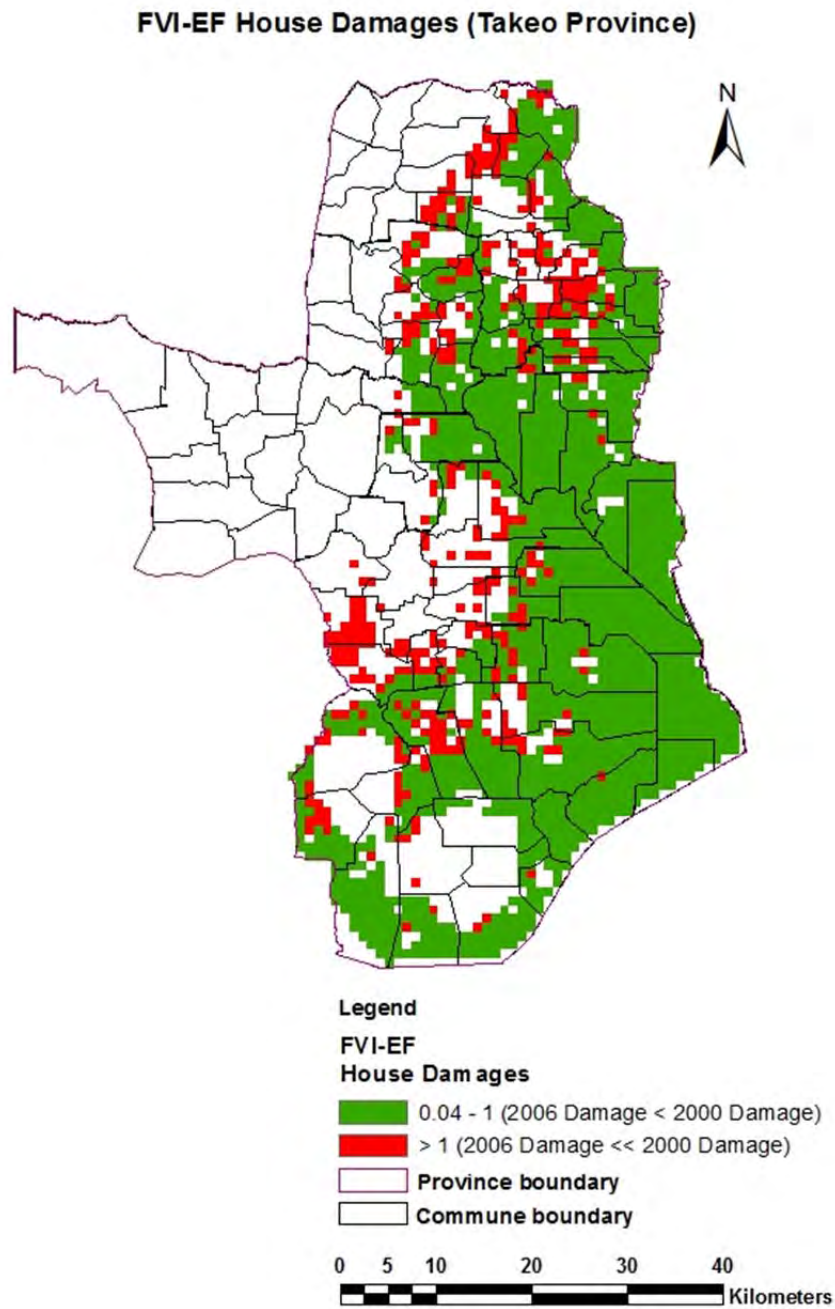 FVI-EF House Damages (Takeo Province)
N
Legend
FVI-EF
House Damages
0.04 - 1 (2006 Damage < 2000 Damage)
> 1 (2006 Damage << 2000 Damage)
Province boundary
Commune boundary
0 5 10 20 30 40
Kilometers